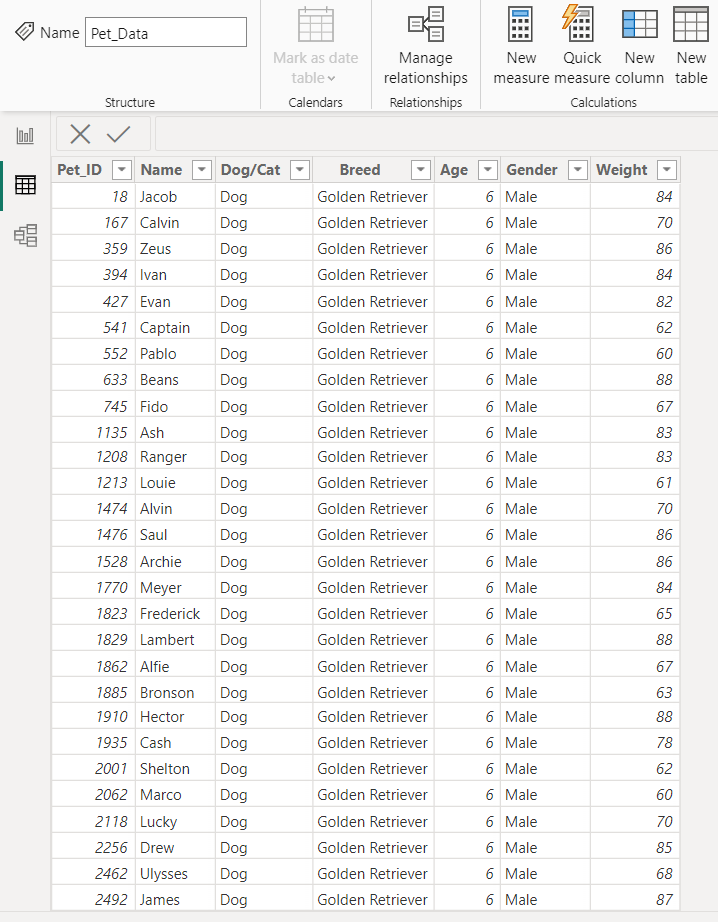 Name Pet_Data
Mark as date table
Manage relationships
New measure
Quick measure
New column
New table
Structure
Calendars
Relationships
Calculations
Pet_ID Name Dog/Cat Breed Age Gender Weight
18 Jacob Dog Golden Retriever 6 Male 84
167 Calvin Dog Golden Retriever 6 Male 70
359 Zeus Dog Golden Retriever 6 Male 86
394 Ivan Dog Golden Retriever 6 Male 84
427 Evan Dog Golden Retriever 6 Male 82
541 Captain Dog Golden Retriever 6 Male 62
552 Pablo Dog Golden Retriever 6 Male 60
633 Beans Dog Golden Retriever 6 Male 88
745 Fido Dog Golden Retriever 6 Male 67
1135 Ash Dog Golden Retriever 6 Male 83
1208 Ranger Dog Golden Retriever 6 Male 83
1213 Louie Dog Golden Retriever 6 Male 61
1474 Alvin Dog Golden Retriever 6 Male 70
1476 Saul Dog Golden Retriever 6 Male 86
1528 Archie Dog Golden Retriever 6 Male 86
1770 Meyer Dog Golden Retriever 6 Male 84
1823 Frederick Dog Golden Retriever 6 Male 65
1829 Lambert Dog Golden Retriever 6 Male 88
1862 Alfie Dog Golden Retriever 6 Male 67
1885 Bronson Dog Golden Retriever 6 Male 63
1910 Hector Dog Golden Retriever 6 Male 88
1935 Cash Dog Golden Retriever 6 Male 78
2001 Shelton Dog Golden Retriever 6 Male 62
2062 Marco Dog Golden Retriever 6 Male 60
2118 Lucky Dog Golden Retriever 6 Male 70
2256 Drew Dog Golden Retriever 6 Male 85
2462 Ulysses Dog Golden Retriever 6 Male 68
2492 James Dog Golden Retriever 6 Male 87